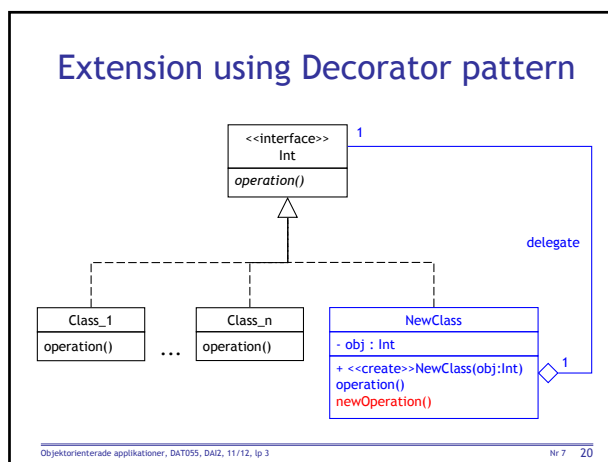 Extension using Decorator pattern
<<interface>>
Int
operation()
1
delegate
Class_1
operation()
...
Class_n
operation()
NewClass
- obj : Int
+ <<create>>NewClass(obj:Int)
operation()
newOperation()
1
Objektorienterade applikationer, DAT055, DAI2, 11/12, lp 3
Nr 7 20